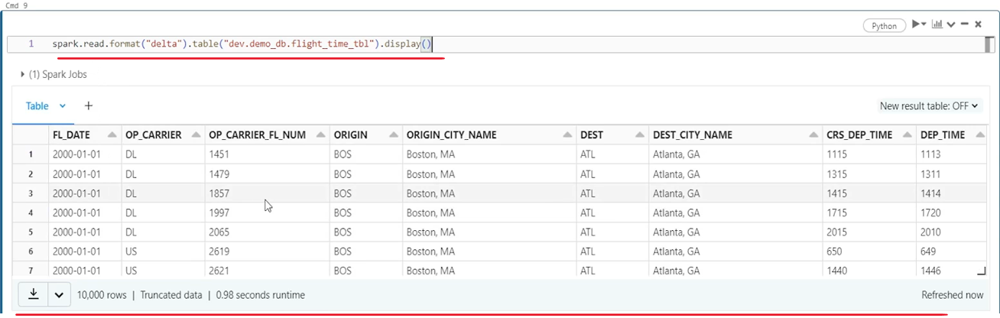 Cmd 9
Python
1 spark.read.format("delta").table("dev.demo_db.flight_time_tbl").display()
(1) Spark Jobs
Table + New result table: OFF
FL_DATE OP_CARRIER OP_CARRIER_FL_NUM ORIGIN ORIGIN_CITY_NAME DEST DEST_CITY_NAME CRS_DEP_TIME DEP_TIME
1 2000-01-01 DL 1451 BOS Boston, MA ATL Atlanta, GA 1115 1113
2 2000-01-01 DL 1479 BOS Boston, MA ATL Atlanta, GA 1315 1311
3 2000-01-01 DL 1857 BOS Boston, MA ATL Atlanta, GA 1415 1414
4 2000-01-01 DL 1997 BOS Boston, MA ATL Atlanta, GA 1715 1720
5 2000-01-01 DL 2065 BOS Boston, MA ATL Atlanta, GA 2015 2010
6 2000-01-01 US 2619 BOS Boston, MA ATL Atlanta, GA 650 649
7 2000-01-01 US 2621 BOS Boston, MA ATL Atlanta, GA 1440 1446
10,000 rows | Truncated data | 0.98 seconds runtime Refreshed now